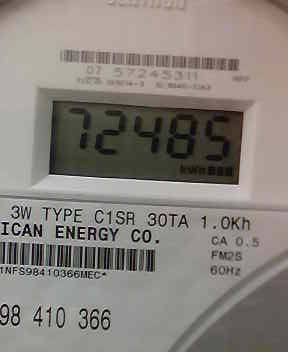 07 57245311
72485
kWh
3W TYPE C1SR 30TA 1.0Kh
ICAN ENERGY CO.
CA 0.5
FM2S
60Hz
1NFS98410366MEC*
98 410 366